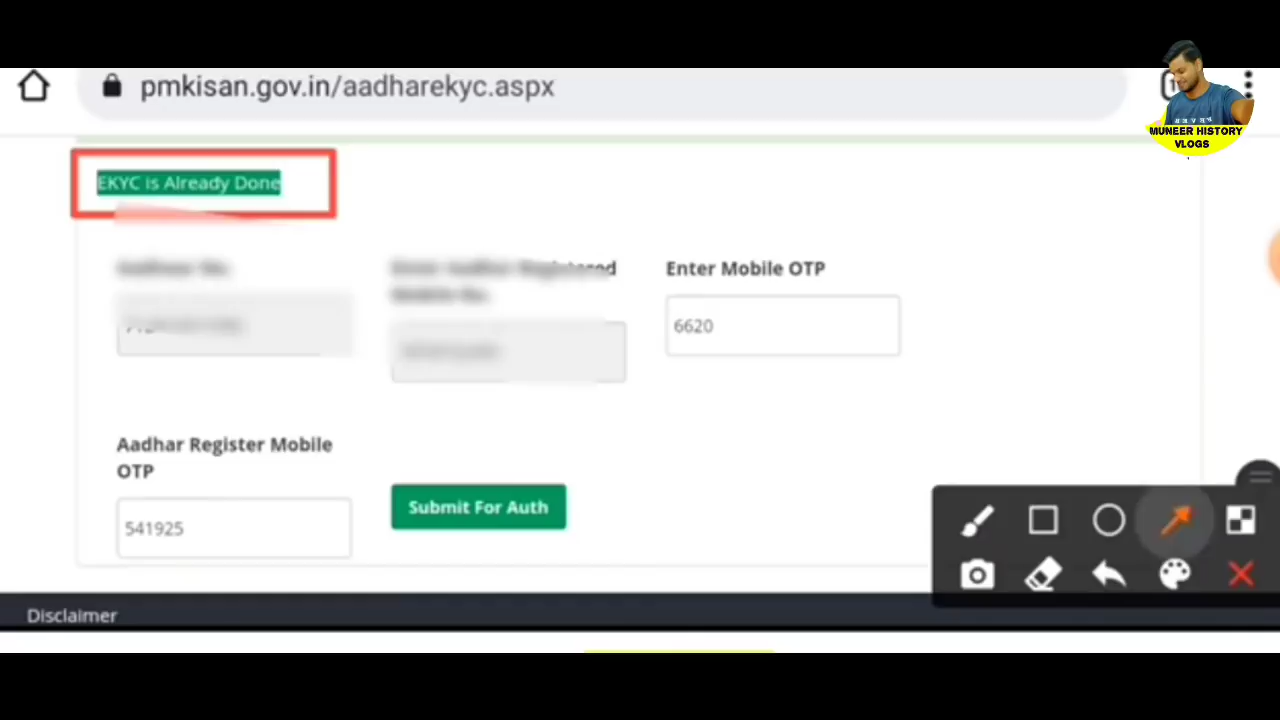 pmkisan.gov.in/aadharekyc.aspx
MUNEER HISTORY
VLOGS
EKYC is Already Done
Enter Mobile OTP
6620
Aadhar Register Mobile
OTP
541925
Submit For Auth
Disclaimer